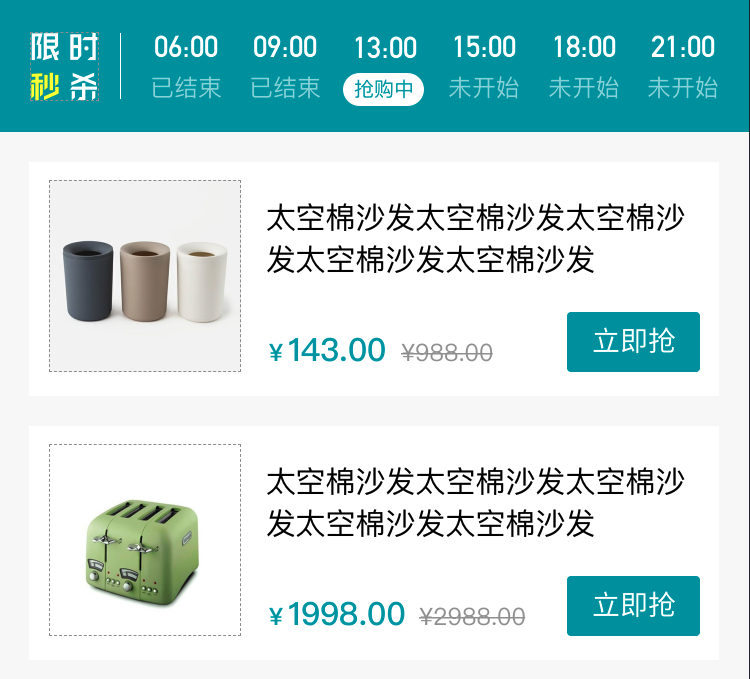 限时
秒杀
06:00 09:00 13:00 15:00 18:00 21:00
已结束 已结束 抢购中 未开始 未开始 未开始
太空棉沙发太空棉沙发太空棉沙
发太空棉沙发太空棉沙发
¥143.00 ¥988.00 立即抢
太空棉沙发太空棉沙发太空棉沙
发太空棉沙发太空棉沙发
¥1998.00 ¥2988.00 立即抢